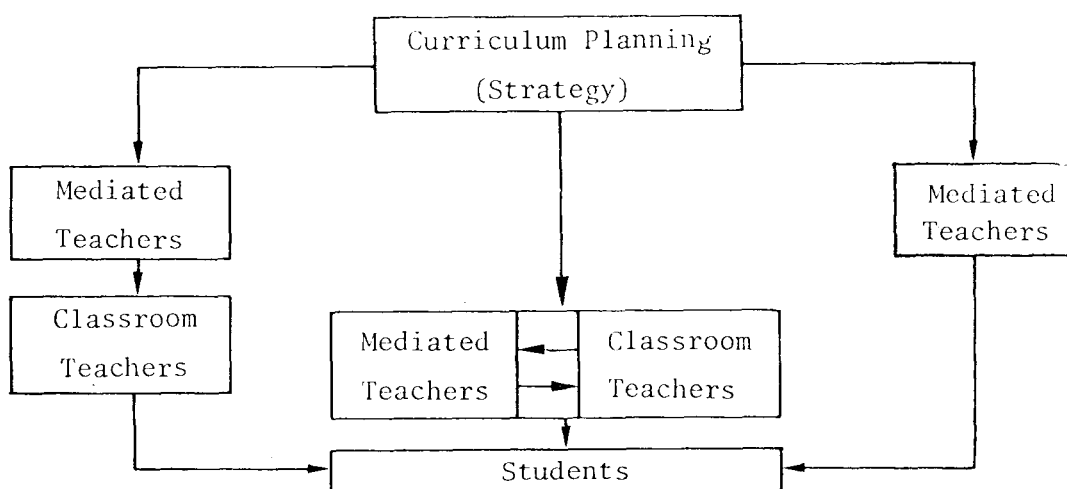 Curriculum Planning
(Strategy)
Mediated
Teachers
Mediated
Teachers
Classroom
Teachers
Mediated
Teachers
Classroom
Teachers
Students